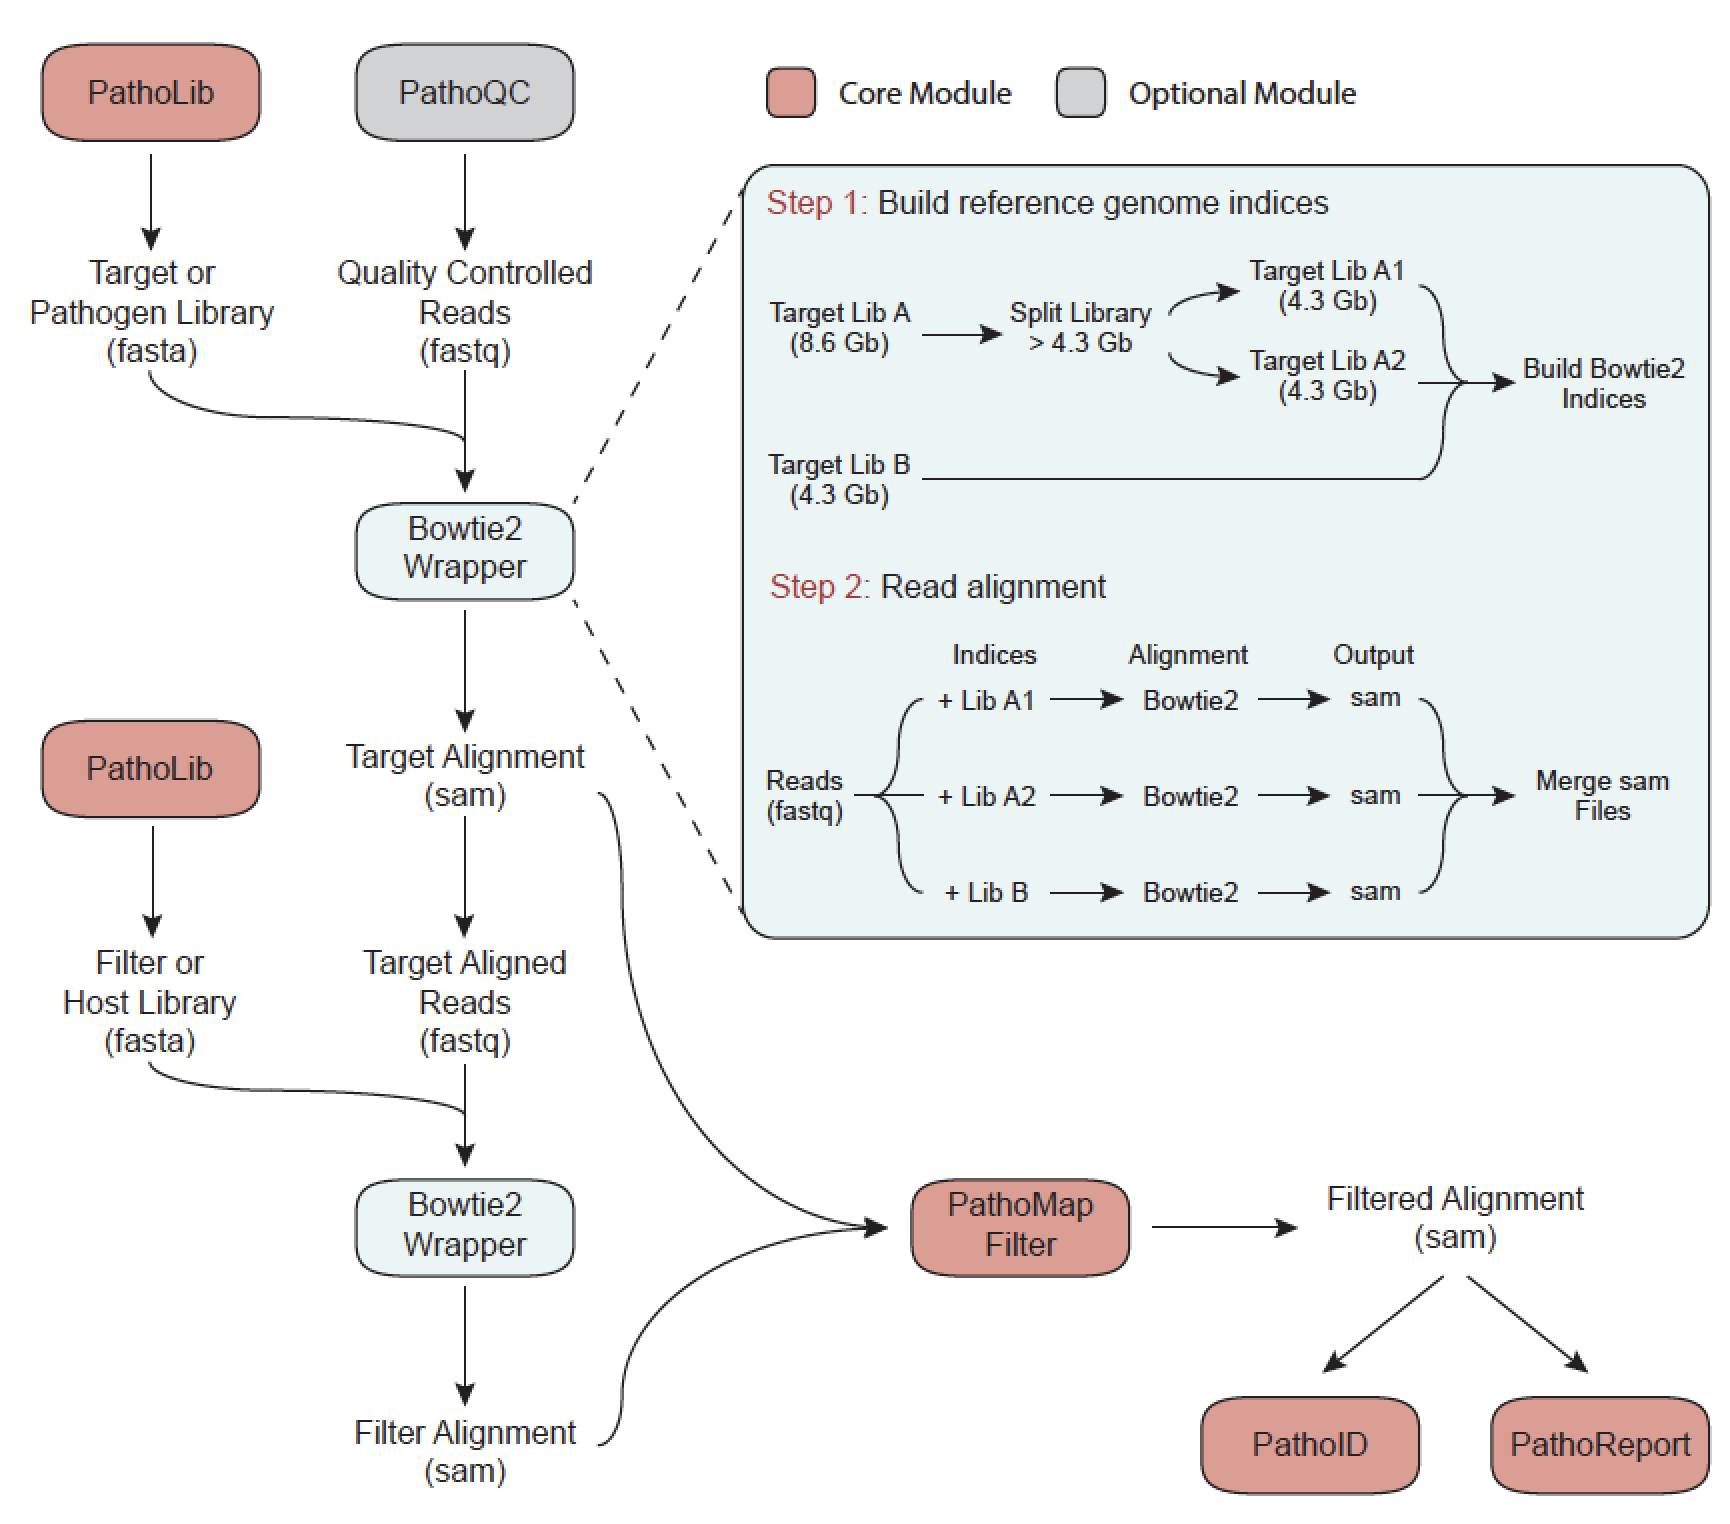 PathoLib
PathoQC
Core Module
Optional Module
Target or
Pathogen Library
(fasta)
Quality Controlled
Reads
(fastq)
Bowtie2
Wrapper
Step 1: Build reference genome indices
Target Lib A
(8.6 Gb)
Split Library
> 4.3 Gb
Target Lib A1
(4.3 Gb)
Target Lib A2
(4.3 Gb)
Build Bowtie2
Indices
Target Lib B
(4.3 Gb)
Step 2: Read alignment
Indices
Alignment
Output
+ Lib A1
Bowtie2
sam
Reads
(fastq)
+ Lib A2
Bowtie2
sam
Merge sam
Files
+ Lib B
Bowtie2
sam
PathoLib
Target Alignment
(sam)
Filter or
Host Library
(fasta)
Target Aligned
Reads
(fastq)
Bowtie2
Wrapper
Filter Alignment
(sam)
PathoMap
Filter
Filtered Alignment
(sam)
PathoID
PathoReport